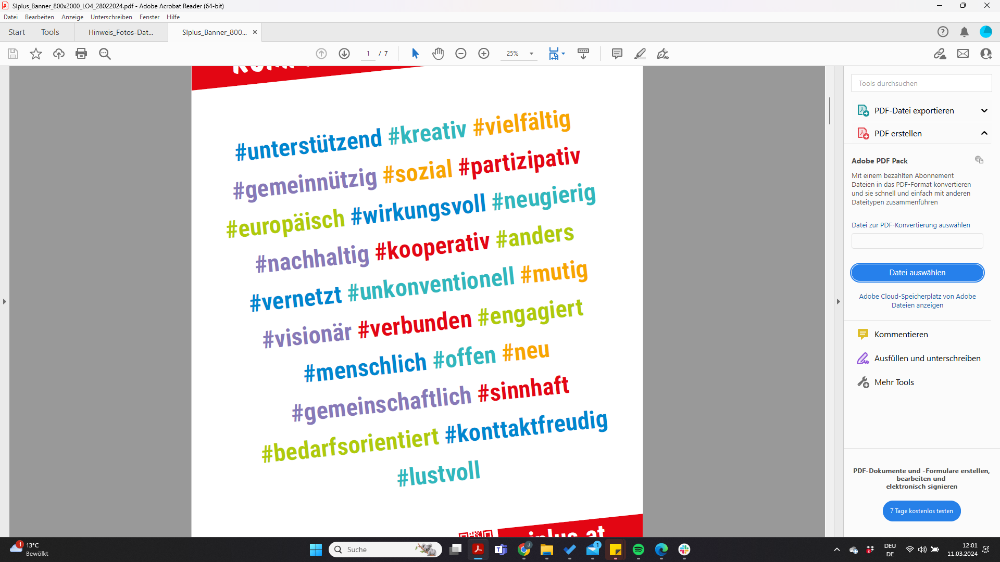 SIplus_Banner_800x2000_LO4_28022024.pdf - Adobe Acrobat Reader (64-bit)
Datei Bearbeiten Anzeige Unterschreiben Fenster Hilfe
Start Tools Hinweis_Fotos-Dat... SIplus_Banner_800...
1 / 7 25%
#unterstützend #kreativ #vielfältig
#gemeinnützig #sozial #partizipativ
#europäisch #wirkungsvoll #neugierig
#nachhaltig #kooperativ #anders
#vernetzt #unkonventionell #mutig
#visionär #verbunden #engagiert
#menschlich #offen #neu
#gemeinschaftlich #sinnhaft
#bedarfsorientiert #konttaktfreudig
#lustvoll
Tools durchsuchen
PDF-Datei exportieren
PDF erstellen
Adobe PDF Pack
Mit einem bezahlten Abonnement
Dateien in das PDF-Format konvertieren
und sie schnell und einfach mit anderen
Dateitypen zusammenführen
Datei zur PDF-Konvertierung auswählen
Datei auswählen
Adobe Cloud-Speicherplatz von Adobe
Dateien anzeigen
Kommentieren
Ausfüllen und unterschreiben
Mehr Tools
PDF-Dokumente und -Formulare erstellen,
bearbeiten und
elektronisch signieren
7 Tage kostenlos testen
1
13°C
Bewölkt
Suche
J
1
DEU
DE
12:01
11.03.2024